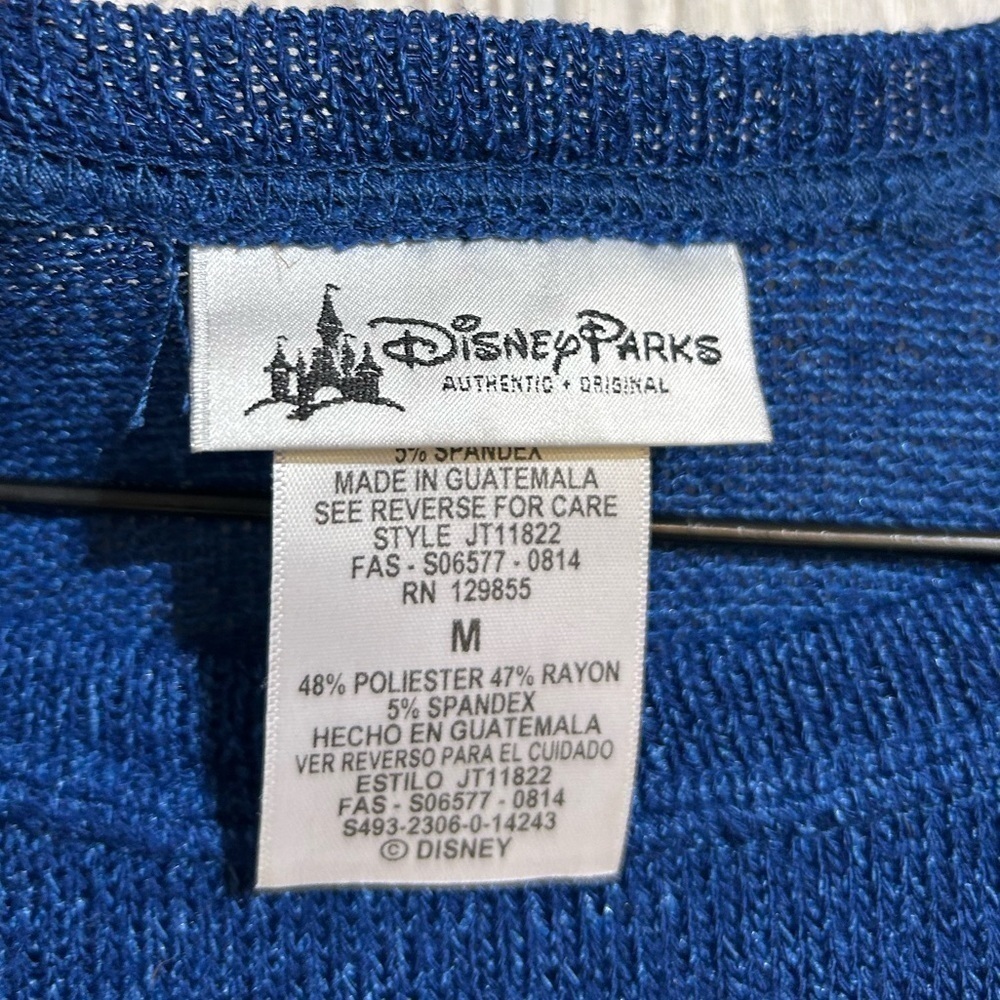 DISNEY PARKS
AUTHENTIC + ORIGINAL
5% SPANDEX
MADE IN GUATEMALA
SEE REVERSE FOR CARE
STYLE JT11822
FAS - S06577 - 0814
RN 129855
M
48% POLIESTER 47% RAYON
5% SPANDEX
HECHO EN GUATEMALA
VER REVERSO PARA EL CUIDADO
ESTILO JT11822
FAS - S06577 - 0814
S493-2306-0-14243
© DISNEY